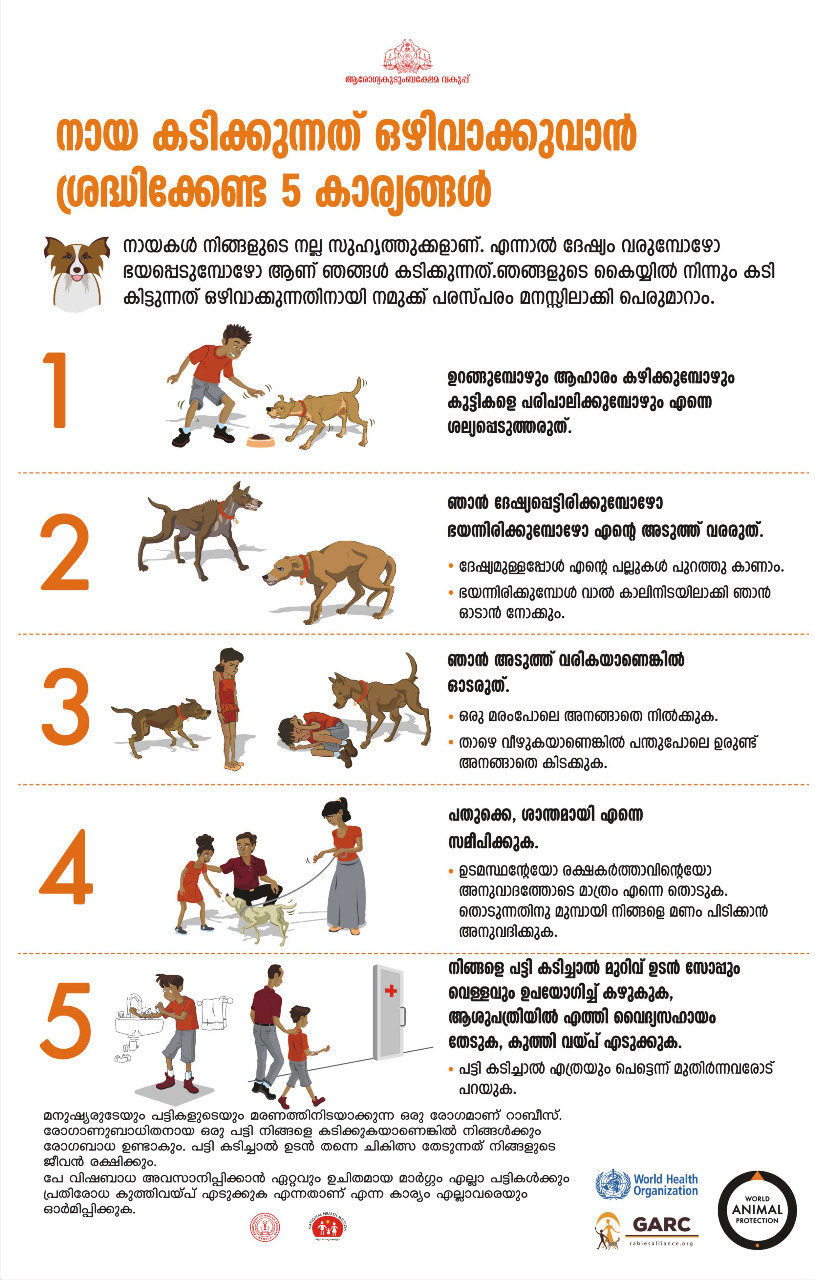 ആരോഗ്യകുടുംബക്ഷേമ വകുപ്പ്
നായ കടിക്കുന്നത് ഒഴിവാക്കുവാൻ
ശ്രദ്ധിക്കേണ്ട 5 കാര്യങ്ങൾ
നായകൾ നിങ്ങളുടെ നല്ല സുഹൃത്തുക്കളാണ്. എന്നാൽ ദേഷ്യം വരുമ്പോഴോ
ഭയപ്പെടുമ്പോഴോ ആണ് ഞങ്ങൾ കടിക്കുന്നത്.ഞങ്ങളുടെ കൈയ്യിൽ നിന്നും കടി
കിട്ടുന്നത് ഒഴിവാക്കുന്നതിനായി നമുക്ക് പരസ്പരം മനസ്സിലാക്കി പെരുമാറാം.
1
ഉറങ്ങുമ്പോഴും ആഹാരം കഴിക്കുമ്പോഴും
കുട്ടികളെ പരിപാലിക്കുമ്പോഴും എന്നെ
ശല്യപ്പെടുത്തരുത്.
2
ഞാൻ ദേഷ്യപ്പെട്ടിരിക്കുമ്പോഴോ
ഭയന്നിരിക്കുമ്പോഴോ എന്റെ അടുത്ത് വരരുത്.
• ദേഷ്യമുള്ളപ്പോൾ എന്റെ പല്ലുകൾ പുറത്തു കാണാം.
• ഭയന്നിരിക്കുമ്പോൾ വാൽ കാലിനിടയിലാക്കി ഞാൻ
ഓടാൻ നോക്കും.
3
ഞാൻ അടുത്ത് വരികയാണെങ്കിൽ
ഓടരുത്.
• ഒരു മരംപോലെ അനങ്ങാതെ നിൽക്കുക.
• താഴെ വീഴുകയാണെങ്കിൽ പന്തുപോലെ ഉരുണ്ട്
അനങ്ങാതെ കിടക്കുക.
4
പതുക്കെ, ശാന്തമായി എന്നെ
സമീപിക്കുക.
• ഉടമസ്ഥന്റേയോ രക്ഷകർത്താവിന്റെയോ
അനുവാദത്തോടെ മാത്രം എന്നെ തൊടുക.
തൊടുന്നതിനു മുമ്പായി നിങ്ങളെ മണം പിടിക്കാൻ
അനുവദിക്കുക.
5
നിങ്ങളെ പട്ടി കടിച്ചാൽ മുറിവ് ഉടൻ സോപ്പും
വെള്ളവും ഉപയോഗിച്ച് കഴുകുക,
ആശുപത്രിയിൽ എത്തി വൈദ്യസഹായം
തേടുക, കുത്തി വയ്പ് എടുക്കുക.
• പട്ടി കടിച്ചാൽ എത്രയും പെട്ടെന്ന് മുതിർന്നവരോട്
പറയുക.
മനുഷ്യരുടേയും പട്ടികളുടെയും മരണത്തിനിടയാക്കുന്ന ഒരു രോഗമാണ് റാബീസ്.
രോഗാണുബാധിതനായ ഒരു പട്ടി നിങ്ങളെ കടിക്കുകയാണെങ്കിൽ നിങ്ങൾക്കും
രോഗബാധ ഉണ്ടാകും. പട്ടി കടിച്ചാൽ ഉടൻ തന്നെ ചികിത്സ തേടുന്നത് നിങ്ങളുടെ
ജീവൻ രക്ഷിക്കും.
പേ വിഷബാധ അവസാനിപ്പിക്കാൻ ഏറ്റവും ഉചിതമായ മാർഗ്ഗം എല്ലാ പട്ടികൾക്കും
പ്രതിരോധ കുത്തിവയ്പ് എടുക്കുക എന്നതാണ് എന്ന കാര്യം എല്ലാവരെയും
ഓർമിപ്പിക്കുക.
World Health
Organization
GARC
rabiesalliance.org
WORLD
ANIMAL
PROTECTION